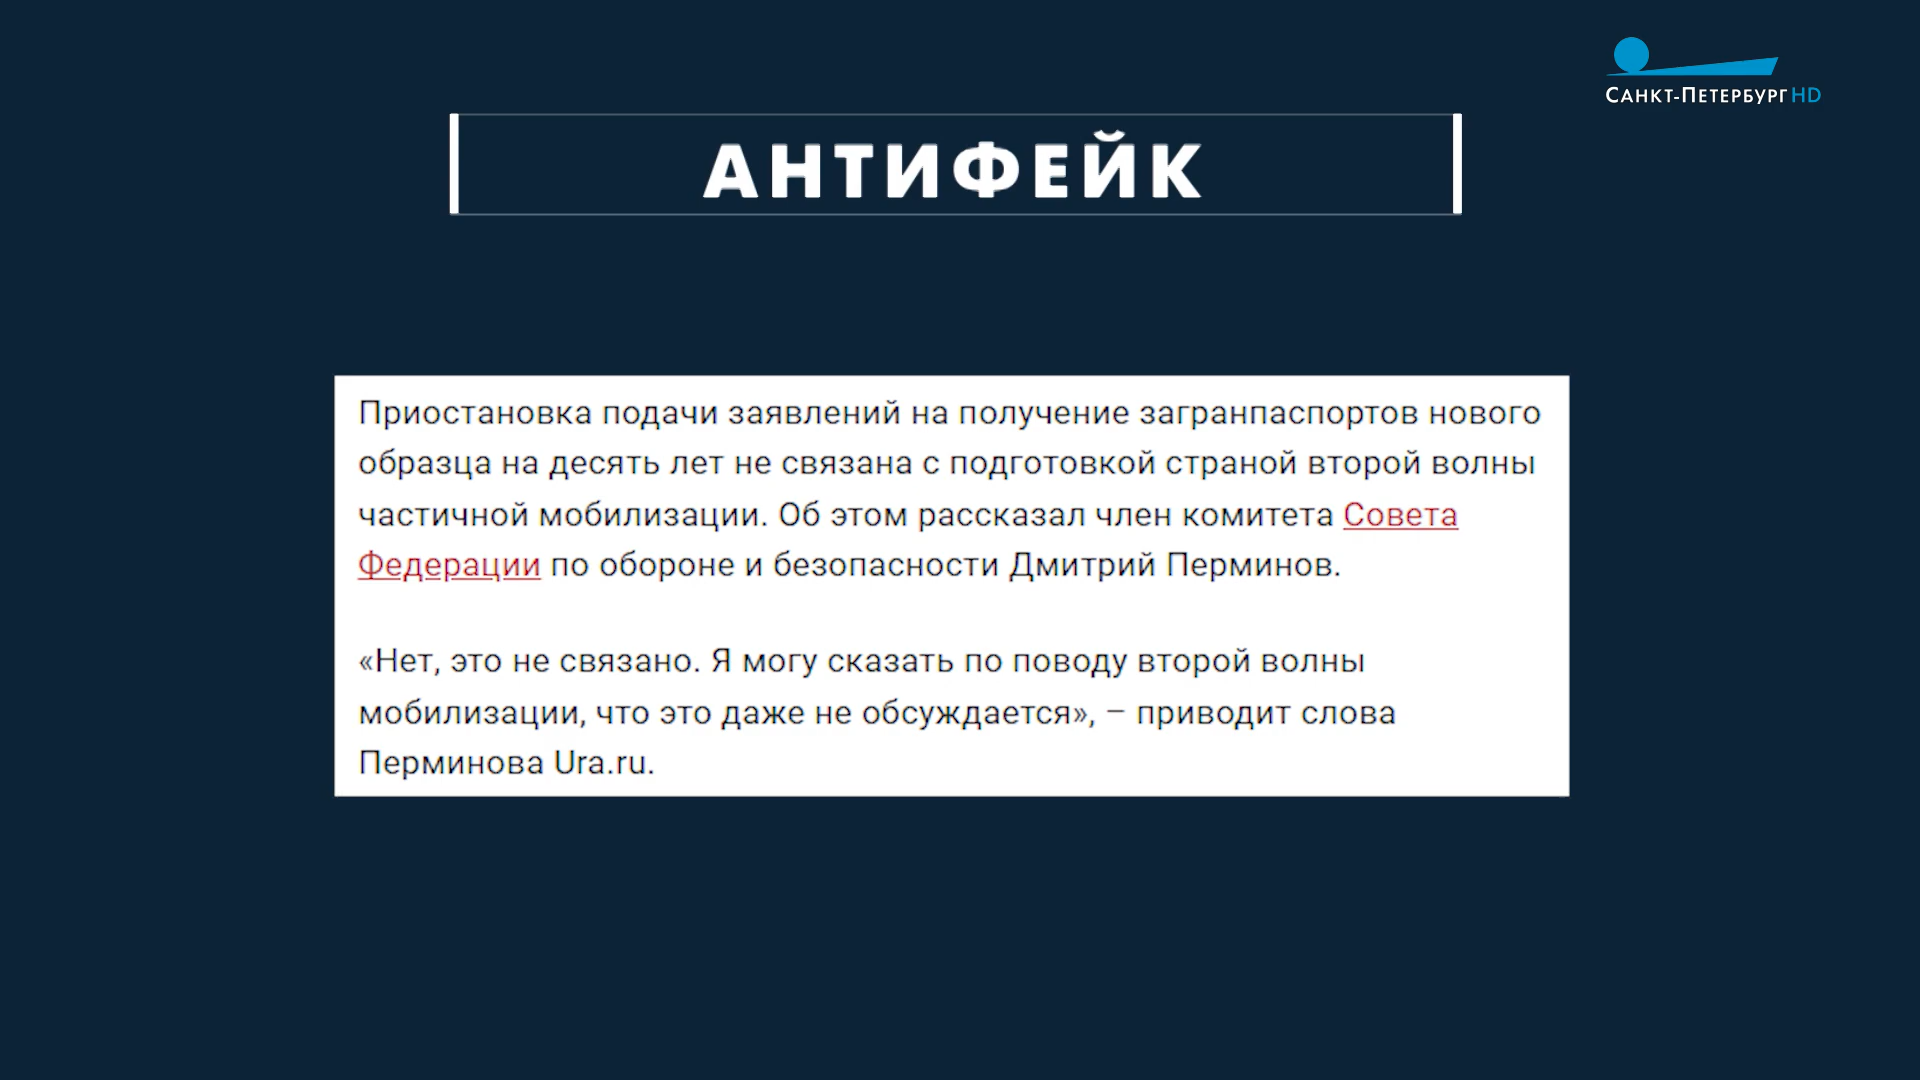 САНКТ-ПЕТЕРБУРГ HD
АНТИФЕЙК
Приостановка подачи заявлений на получение загранпаспортов нового
образца на десять лет не связана с подготовкой страной второй волны
частичной мобилизации. Об этом рассказал член комитета Совета
Федерации по обороне и безопасности Дмитрий Перминов.
«Нет, это не связано. Я могу сказать по поводу второй волны
мобилизации, что это даже не обсуждается», – приводит слова
Перминова Ura.ru.